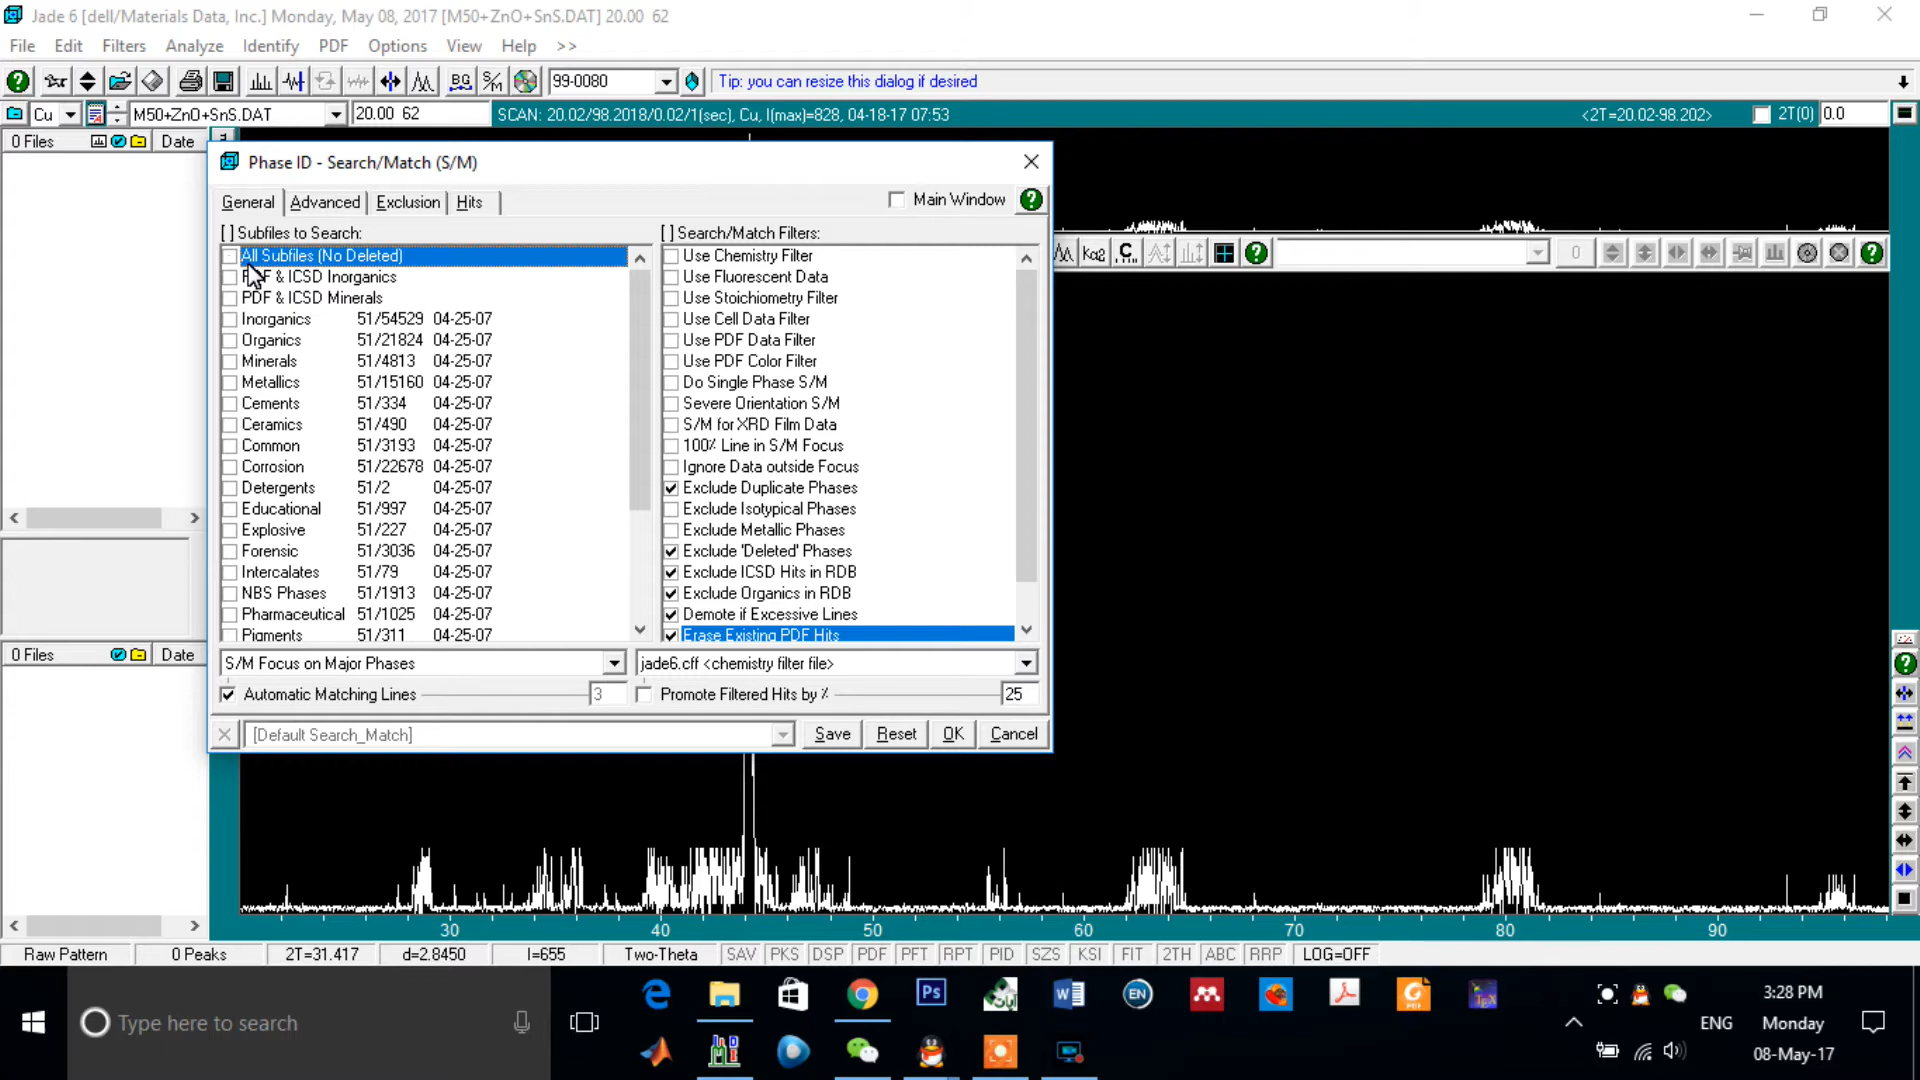 Jade 6 [dell/Materials Data, Inc.] Monday, May 08, 2017 [M50+ZnO+SnS.DAT] 20.00 62
File Edit Filters Analyze Identify PDF Options View Help >>
BG S/M 99-0080 Tip: you can resize this dialog if desired
Cu M50+ZnO+SnS.DAT 20.00 62 SCAN: 20.02/98.2018/0.02/1(sec), Cu, I(max)=828, 04-18-17 07:53 <2T=20.02-98.202> 2T(0) 0.0
0 Files Date
Phase ID - Search/Match (S/M)
General Advanced Exclusion Hits Main Window
[ ] Subfiles to Search: [ ] Search/Match Filters:
All Subfiles (No Deleted) Use Chemistry Filter
PDF & ICSD Inorganics Use Fluorescent Data
PDF & ICSD Minerals Use Stoichiometry Filter
Inorganics 51/54529 04-25-07 Use Cell Data Filter
Organics 51/21824 04-25-07 Use PDF Data Filter
Minerals 51/4813 04-25-07 Use PDF Color Filter
Metallics 51/15160 04-25-07 Do Single Phase S/M
Cements 51/334 04-25-07 Severe Orientation S/M
Ceramics 51/490 04-25-07 S/M for XRD Film Data
Common 51/3193 04-25-07 100% Line in S/M Focus
Corrosion 51/22678 04-25-07 Ignore Data outside Focus
Detergents 51/2 04-25-07 Exclude Duplicate Phases
Educational 51/997 04-25-07 Exclude Isotypical Phases
Explosive 51/227 04-25-07 Exclude Metallic Phases
Forensic 51/3036 04-25-07 Exclude 'Deleted' Phases
Intercalates 51/79 04-25-07 Exclude ICSD Hits in RDB
NBS Phases 51/1913 04-25-07 Exclude Organics in RDB
Pharmaceutical 51/1025 04-25-07 Demote if Excessive Lines
Pigments 51/311 04-25-07 Erase Existing PDF Hits
S/M Focus on Major Phases jade6.cff <chemistry filter file>
Automatic Matching Lines 3 Promote Filtered Hits by % 25
[Default Search_Match] Save Reset OK Cancel
kα2 C 0
0 Files Date
30 40 50 60 70 80 90
Raw Pattern 0 Peaks 2T=31.417 d=2.8450 I=655 Two-Theta SAV PKS DSP PDF PFT RPT PID SZS KSI FIT 2TH ABC RRP LOG=OFF
Type here to search
Ps EN
3:28 PM
ENG Monday
08-May-17